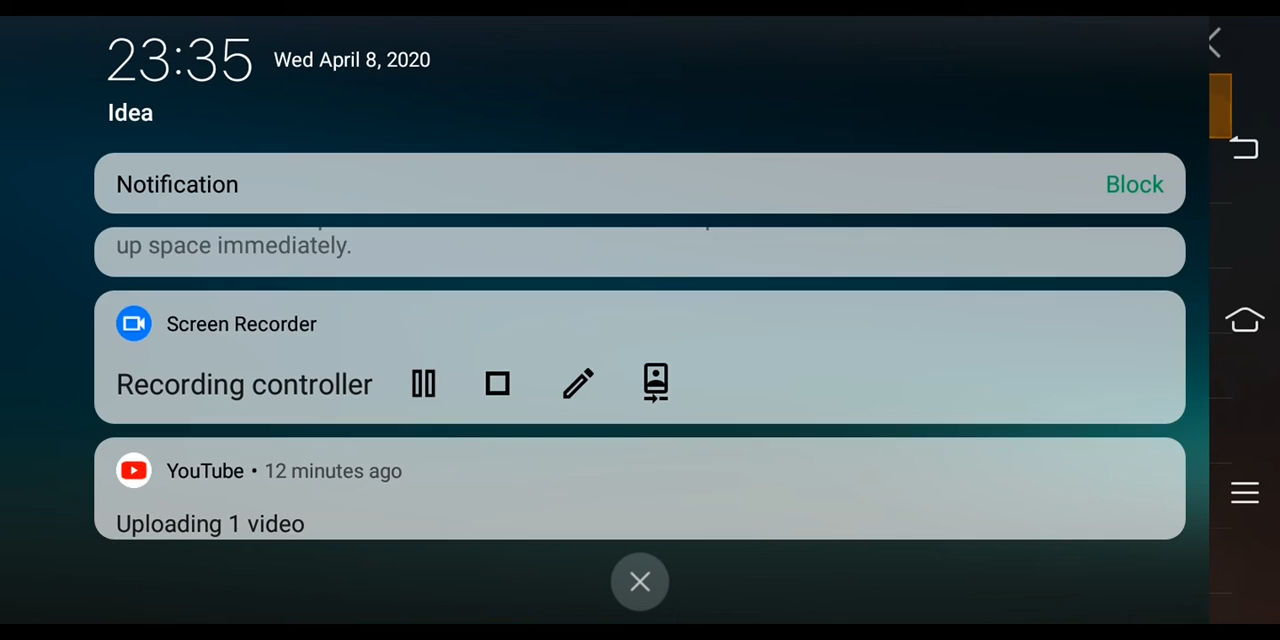 23:35 Wed April 8, 2020
Idea
Notification Block
up space immediately.
Screen Recorder
Recording controller
YouTube • 12 minutes ago
Uploading 1 video